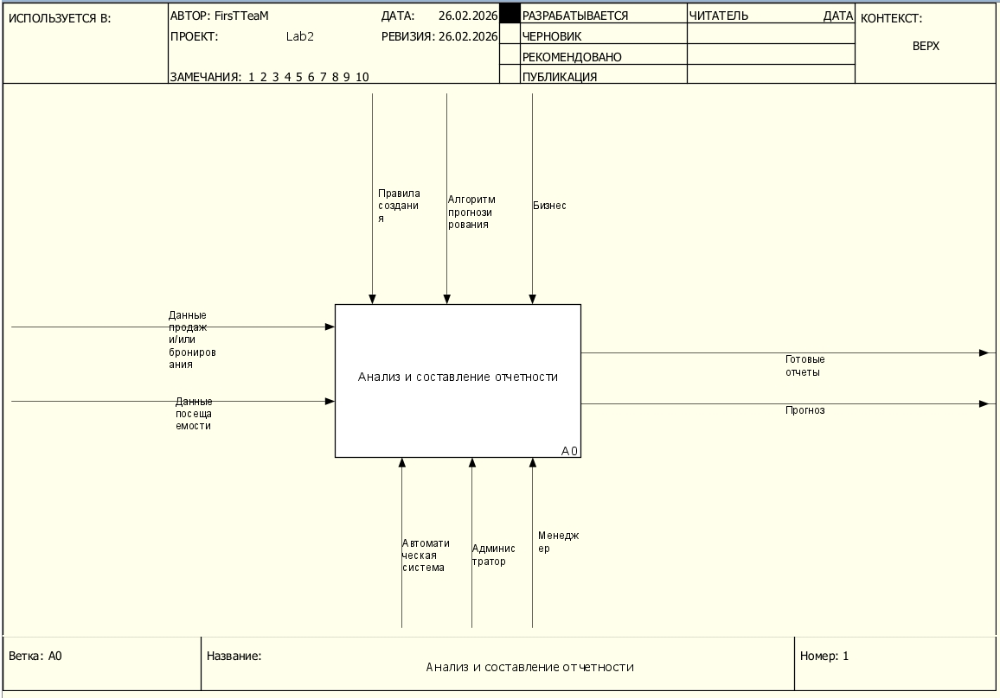 ИСПОЛЬЗУЕТСЯ В:
АВТОР: FirsTTeaM
ДАТА: 26.02.2026
ПРОЕКТ: Lab2
РЕВИЗИЯ: 26.02.2026
ЗАМЕЧАНИЯ: 1 2 3 4 5 6 7 8 9 10
РАЗРАБАТЫВАЕТСЯ
ЧЕРНОВИК
РЕКОМЕНДОВАНО
ПУБЛИКАЦИЯ
ЧИТАТЕЛЬ
ДАТА
КОНТЕКСТ:
ВЕРХ
Правила
создани
я
Алгоритм
прогнози
рования
Бизнес
Данные
продаж
и/или
брониров
ания
Данные
посеща
емости
Анализ и составление отчетности
A0
Готовые
отчеты
Прогноз
Автомати
ческая
система
Админис
тратор
Менедж
ер
Ветка: A0
Название:
Анализ и составление отчетности
Номер: 1